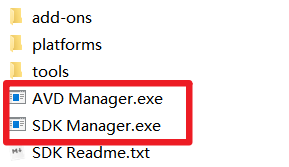 add-ons
platforms
tools
AVD Manager.exe
SDK Manager.exe
SDK Readme.txt